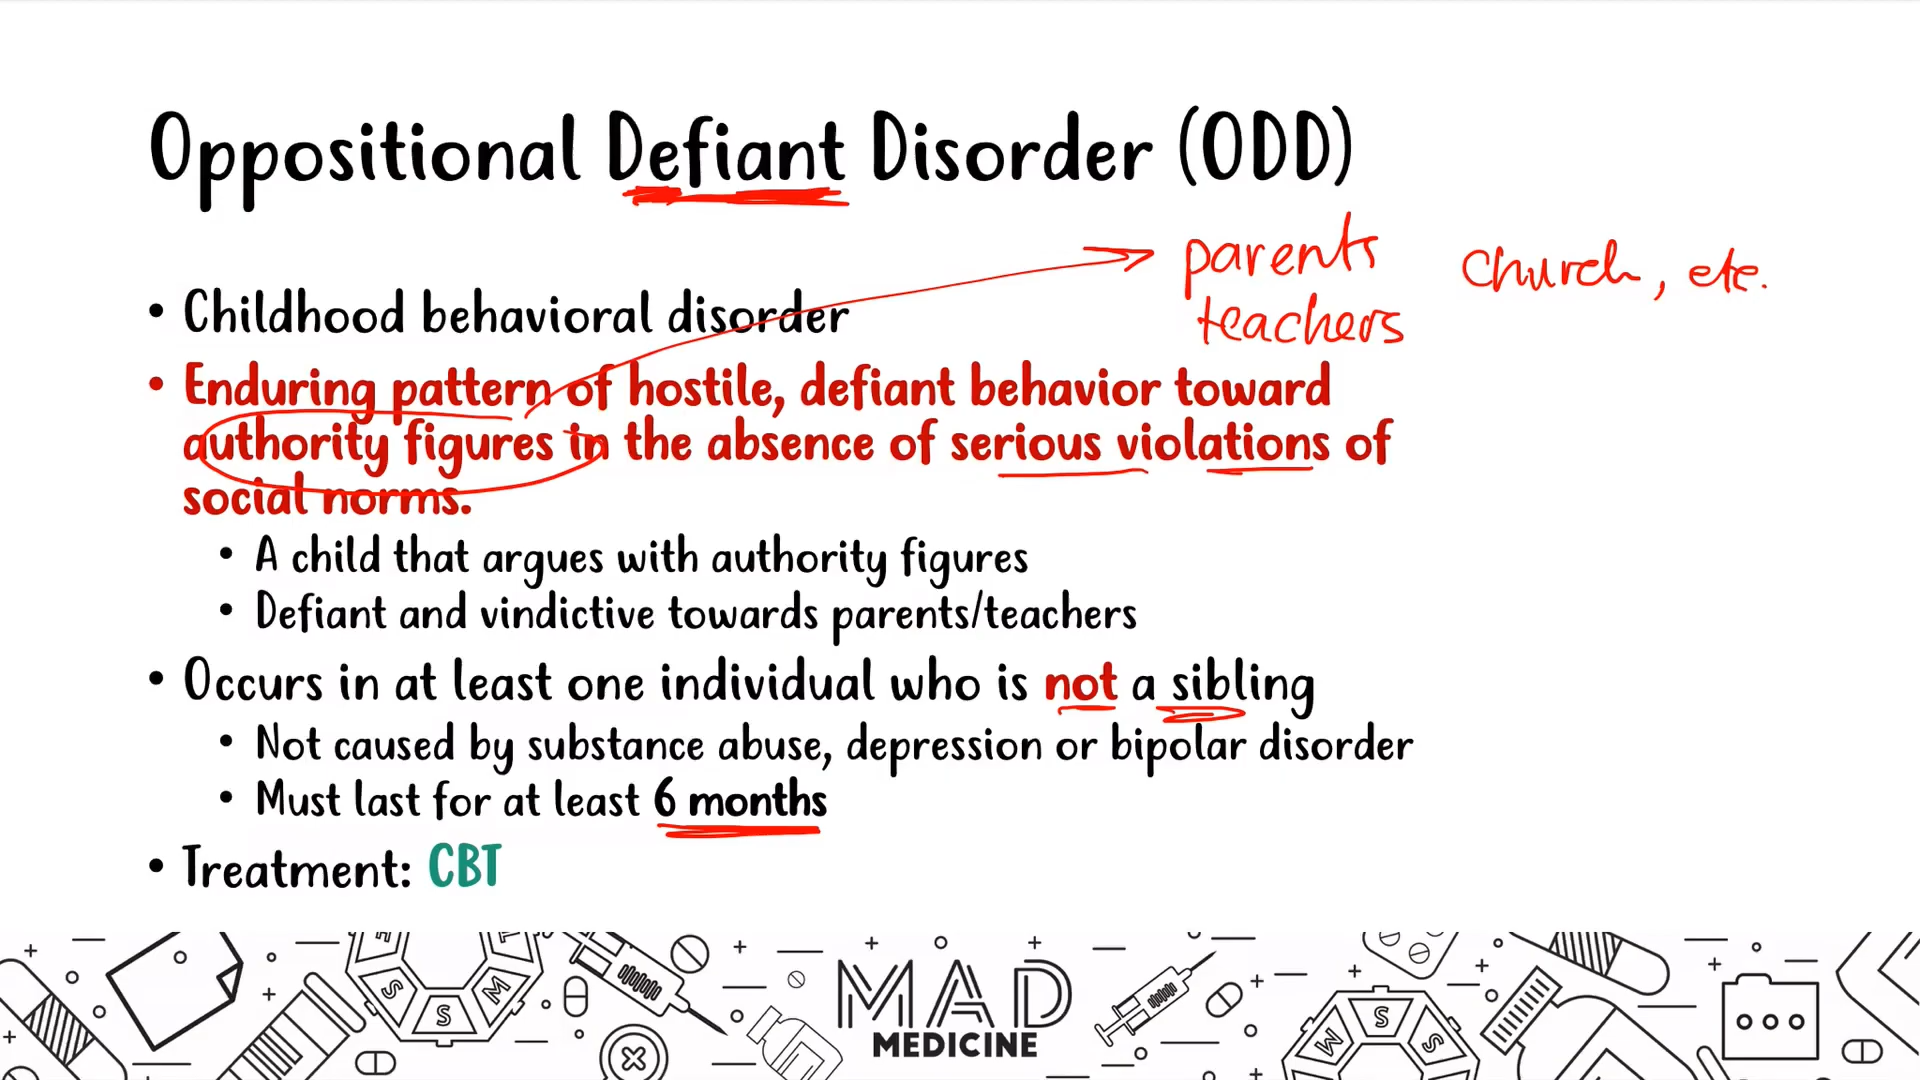 Oppositional Defiant Disorder (ODD)
parents church, etc.
teachers
• Childhood behavioral disorder
• Enduring pattern of hostile, defiant behavior toward
authority figures in the absence of serious violations of
social norms.
• A child that argues with authority figures
• Defiant and vindictive towards parents/teachers
• Occurs in at least one individual who is not a sibling
• Not caused by substance abuse, depression or bipolar disorder
• Must last for at least 6 months
• Treatment: CBT
S S M
MAD
MEDICINE
M S S